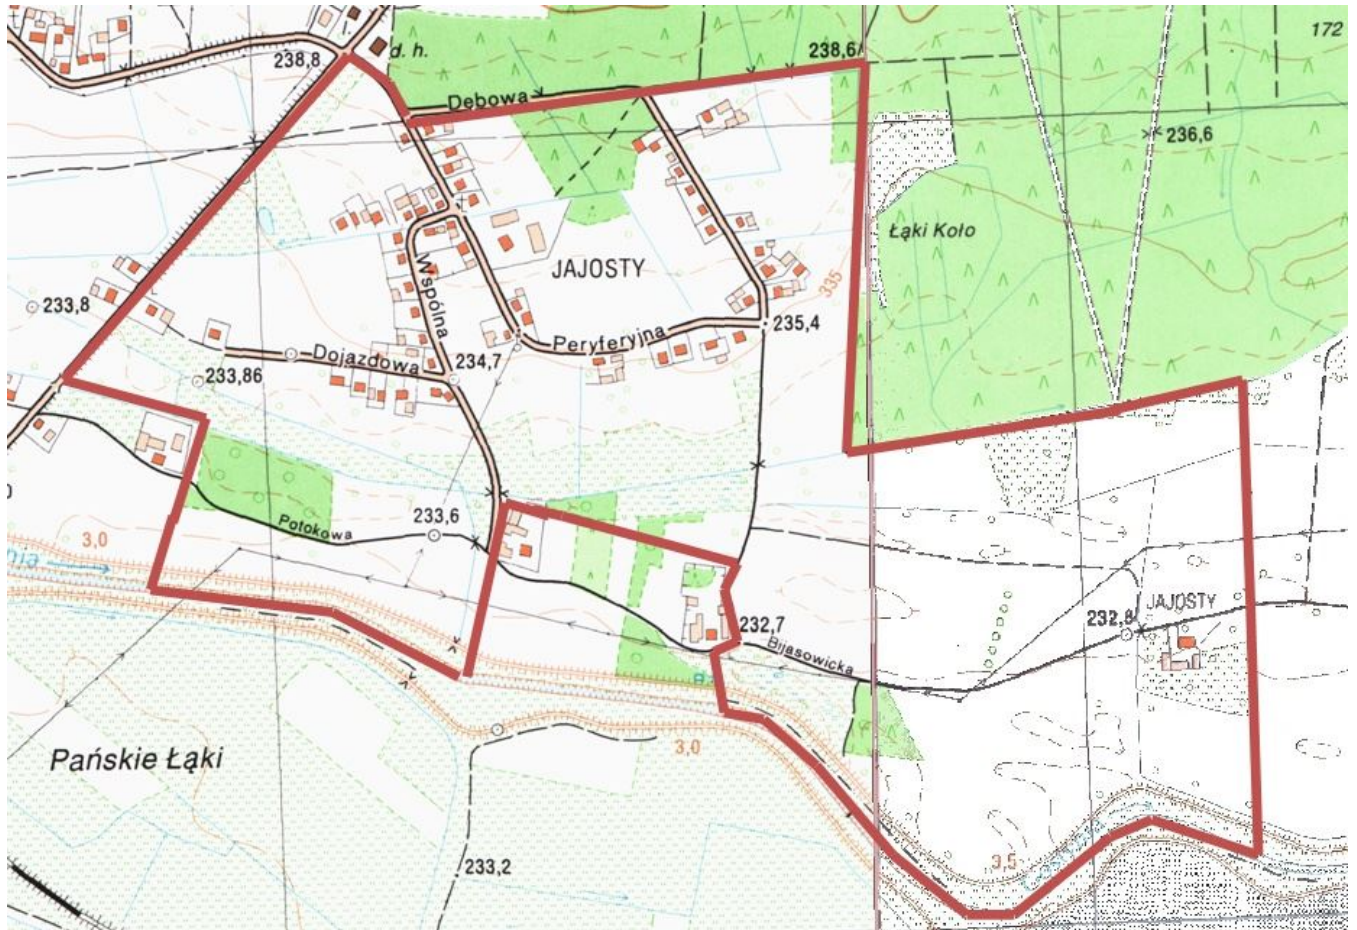 172
238,8
d. h.
238,6
Dębowa
236,6
Łąki Koło
Wspólna
JAJOSTY
335
233,8
235,4
Peryferyjna
Dojazdowa
234,7
233,86
Potokowa
233,6
3,0
nia
JAJOSTY
232,8
232,7
Bijasowicka
Pańskie Łąki
3,0
3,5
233,2